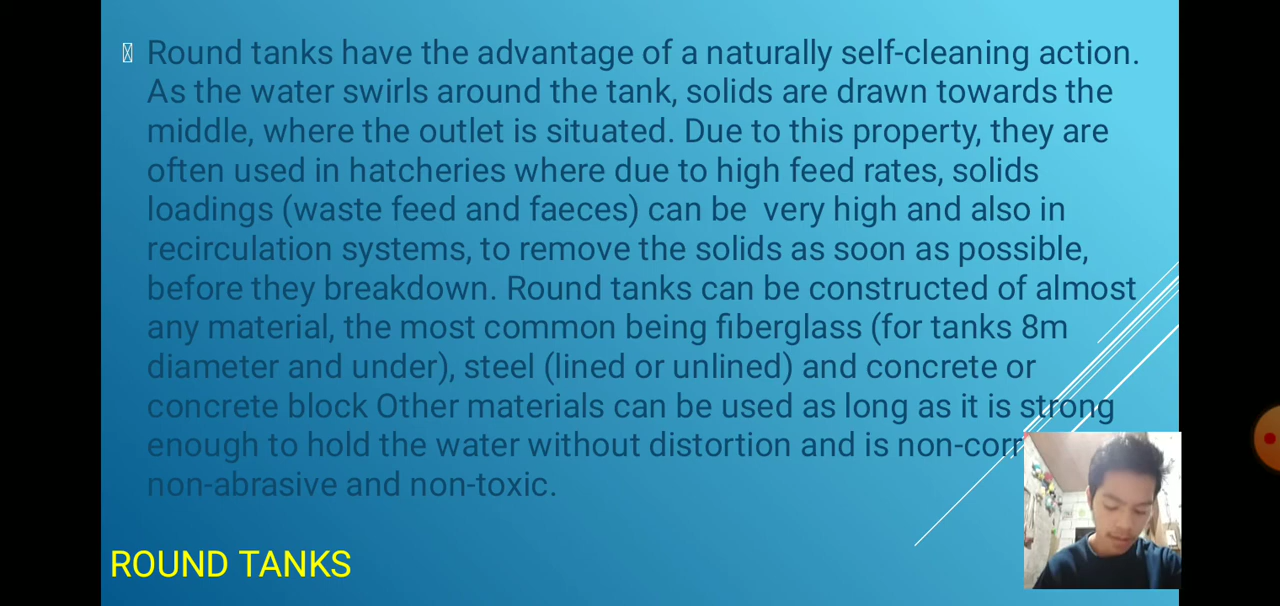 Round tanks have the advantage of a naturally self-cleaning action.
As the water swirls around the tank, solids are drawn towards the
middle, where the outlet is situated. Due to this property, they are
often used in hatcheries where due to high feed rates, solids
loadings (waste feed and faeces) can be  very high and also in
recirculation systems, to remove the solids as soon as possible,
before they breakdown. Round tanks can be constructed of almost
any material, the most common being fiberglass (for tanks 8m
diameter and under), steel (lined or unlined) and concrete or
concrete block Other materials can be used as long as it is strong
enough to hold the water without distortion and is
non-abrasive and non-toxic.
ROUND TANKS